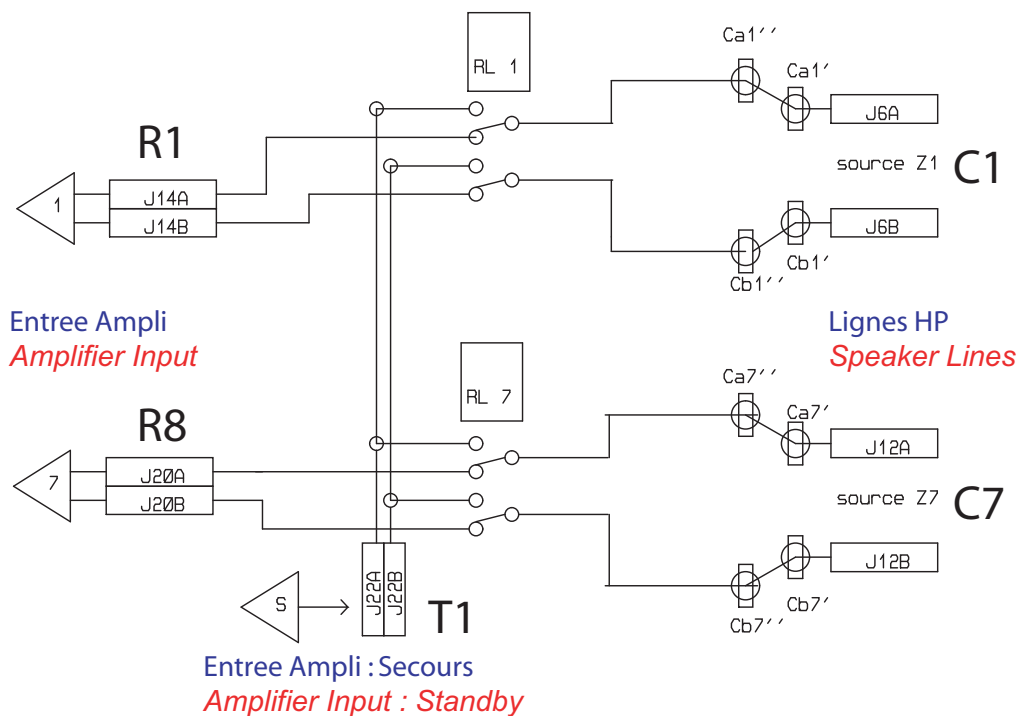 RL 1
Ca1''
Ca1'
J6A
R1
1
J14A
J14B
source Z1
C1
J6B
Cb1'
Cb1''
Entree Ampli
Amplifier Input
Lignes HP
Speaker Lines
RL 7
Ca7''
Ca7'
J12A
R8
7
J20A
J20B
source Z7
C7
J12B
Cb7'
Cb7''
S
J22A
J22B
T1
Entree Ampli : Secours
Amplifier Input : Standby